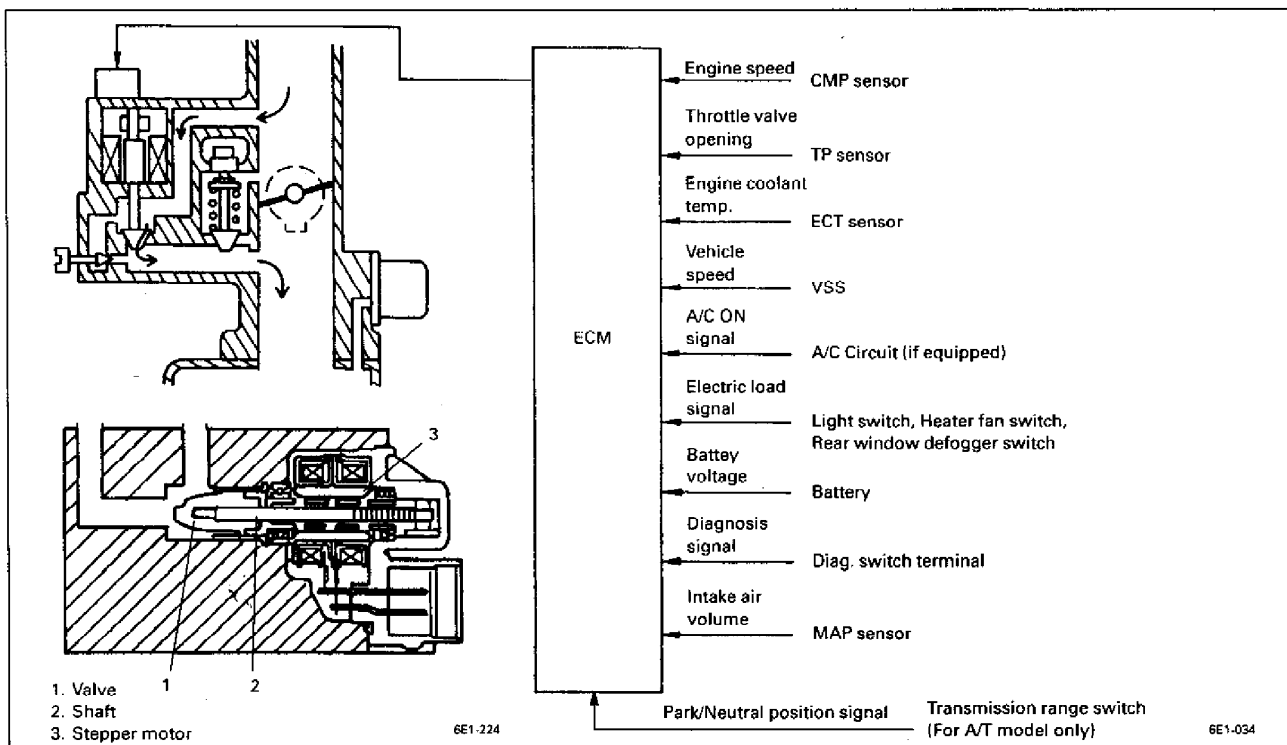 Engine speed
CMP sensor
Throttle valve
opening
TP sensor
Engine coolant
temp.
ECT sensor
Vehicle
speed
VSS
A/C ON
signal
ECM
A/C Circuit (if equipped)
Electric load
signal
Light switch, Heater fan switch,
Rear window defogger switch
3
Battey
voltage
Battery
Diagnosis
signal
Diag. switch terminal
Intake air
volume
MAP sensor
1. Valve
2. Shaft
3. Stepper motor
1
2
6E1-224
Park/Neutral position signal
Transmission range switch
(For A/T model only)
6E1-034